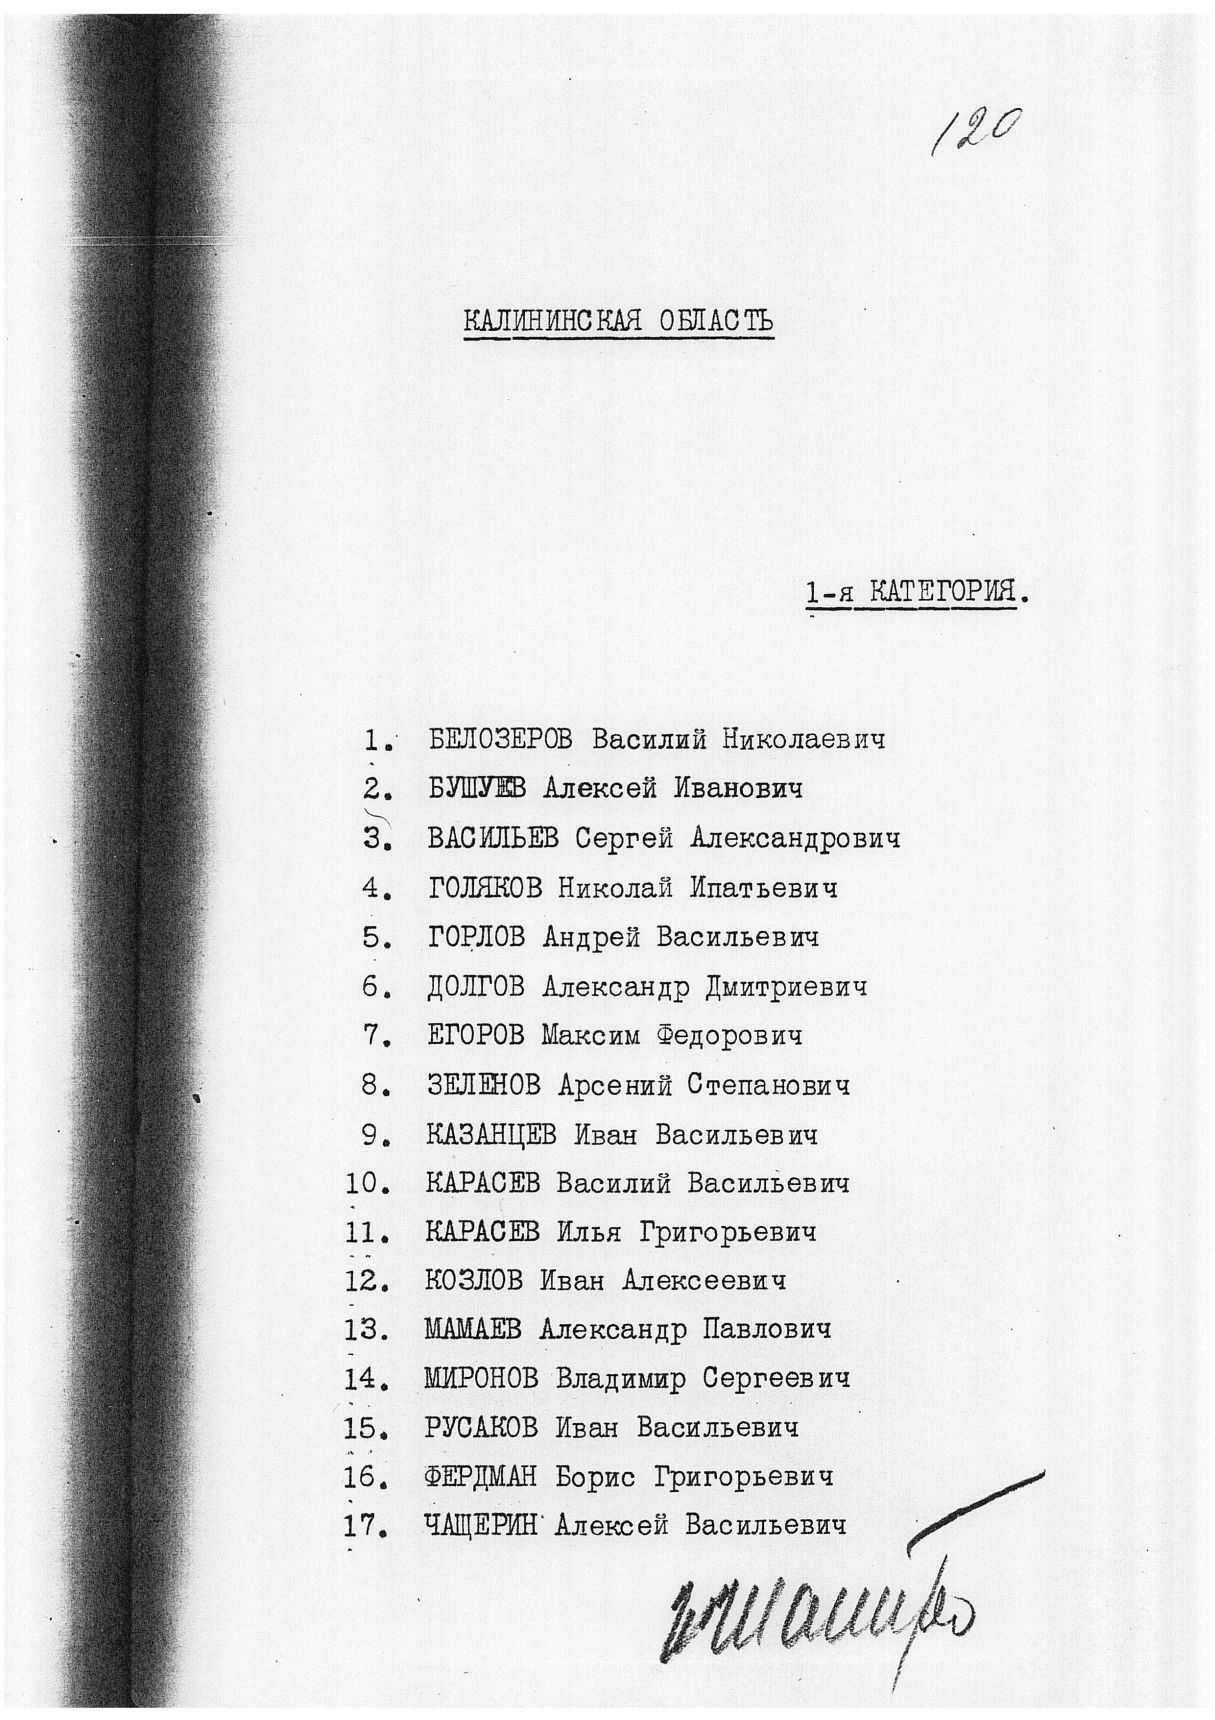 120
КАЛИНИНСКАЯ ОБЛАСТЬ
1-я КАТЕГОРИЯ.
1. БЕЛОЗЕРОВ Василий Николаевич
2. БУШУЕВ Алексей Иванович
3. ВАСИЛЬЕВ Сергей Александрович
4. ГОЛЯКОВ Николай Ипатьевич
5. ГОРЛОВ Андрей Васильевич
6. ДОЛГОВ Александр Дмитриевич
7. ЕГОРОВ Максим Федорович
8. ЗЕЛЕНОВ Арсений Степанович
9. КАЗАНЦЕВ Иван Васильевич
10. КАРАСЕВ Василий Васильевич
11. КАРАСЕВ Илья Григорьевич
12. КОЗЛОВ Иван Алексеевич
13. МАМАЕВ Александр Павлович
14. МИРОНОВ Владимир Сергеевич
15. РУСАКОВ Иван Васильевич
16. ФЕРДМАН Борис Григорьевич
17. ЧАЩЕРИН Алексей Васильевич